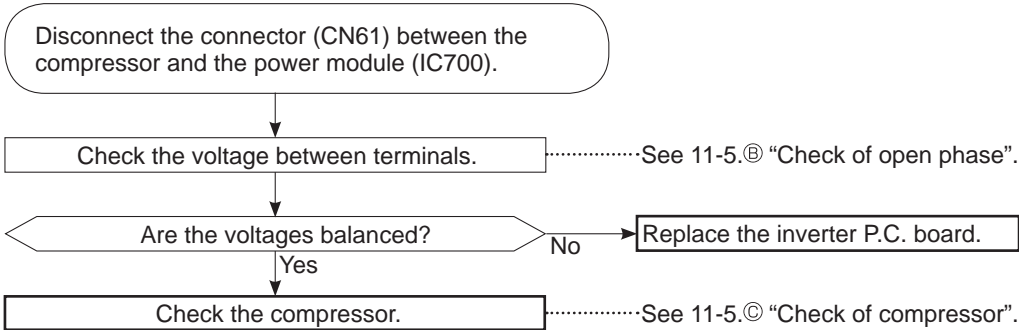 Disconnect the connector (CN61) between the
compressor and the power module (IC700).
Check the voltage between terminals.
See 11-5.Ⓑ “Check of open phase”.
Are the voltages balanced?
No
Replace the inverter P.C. board.
Yes
Check the compressor.
See 11-5.Ⓒ “Check of compressor”.